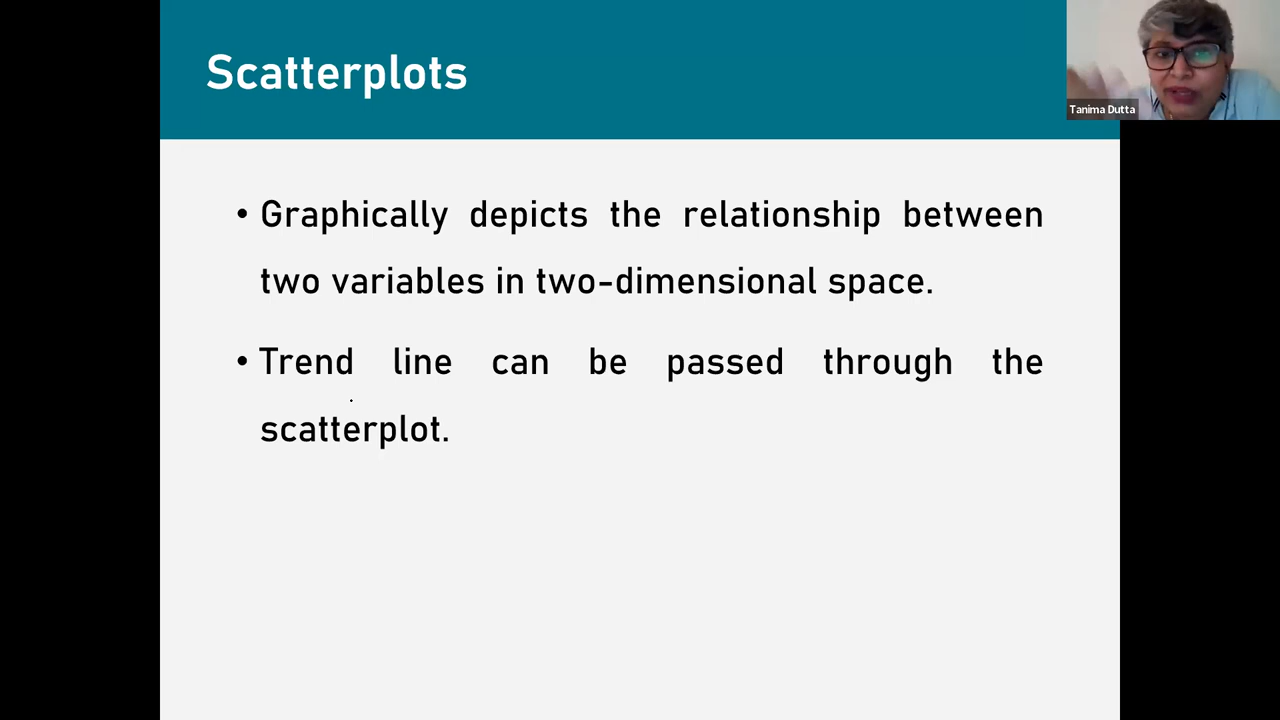 Scatterplots
Tanima Dutta
• Graphically depicts the relationship between
two variables in two-dimensional space.
• Trend line can be passed through the
scatterplot.